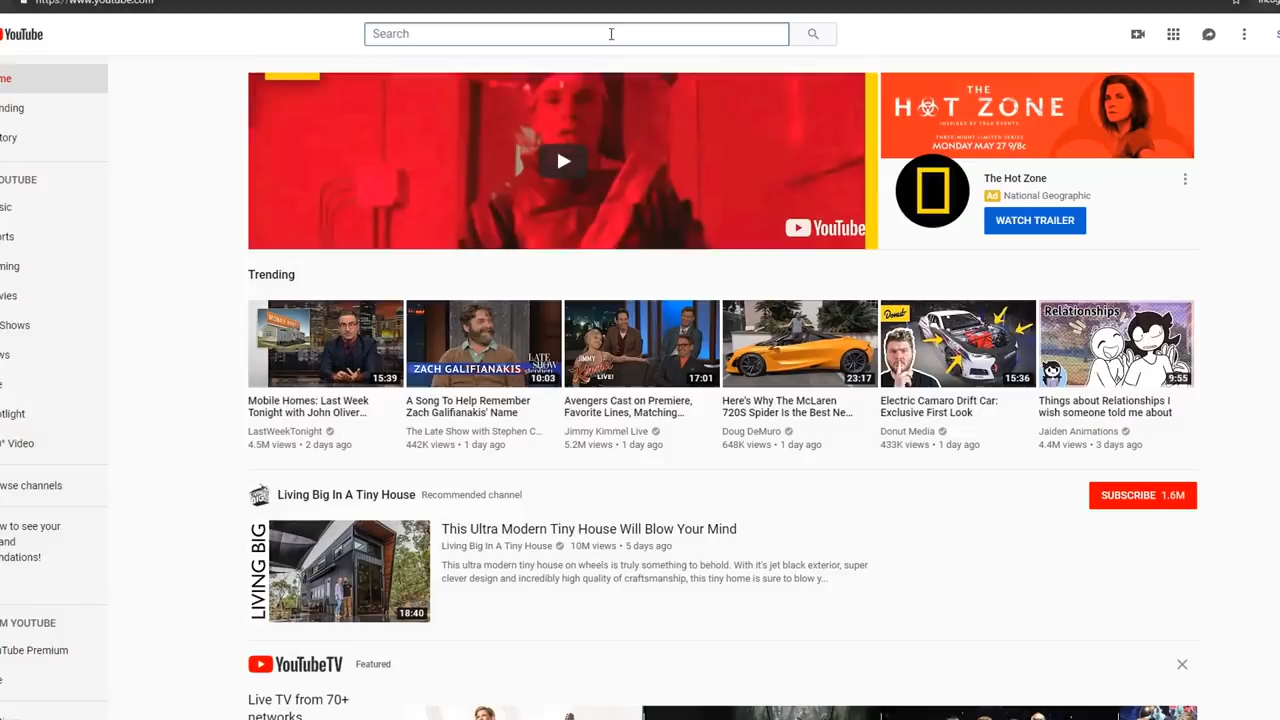 https://www.youtube.com
YouTube
Search
me
nding
tory
OUTUBE
sic
orts
ming
vies
Shows
ws
e
otlight
° Video
wse channels
w to see your
and
ndations!
M YOUTUBE
uTube Premium
e
YouTube
THE
HOT ZONE
MONDAY MAY 27 9/8c
The Hot Zone
Ad National Geographic
WATCH TRAILER
Trending
15:39
ZACH GALIFIANAKIS
LATE SHOW
10:03
JIMMY KIMMEL LIVE!
17:01
23:17
Donut
15:36
Relationships
9:55
Mobile Homes: Last Week
Tonight with John Oliver...
LastWeekTonight
4.5M views • 2 days ago
A Song To Help Remember
Zach Galifianakis' Name
The Late Show with Stephen C...
442K views • 1 day ago
Avengers Cast on Premiere,
Favorite Lines, Matching...
Jimmy Kimmel Live
5.2M views • 1 day ago
Here's Why The McLaren
720S Spider Is the Best Ne...
Doug DeMuro
648K views • 1 day ago
Electric Camaro Drift Car:
Exclusive First Look
Donut Media
433K views • 1 day ago
Things about Relationships I
wish someone told me about
Jaiden Animations
4.4M views • 3 days ago
Living Big In A Tiny House Recommended channel
SUBSCRIBE 1.6M
LIVING BIG
18:40
This Ultra Modern Tiny House Will Blow Your Mind
Living Big In A Tiny House 10M views • 5 days ago
This ultra modern tiny house on wheels is truly something to behold. With it's jet black exterior, super
clever design and incredibly high quality of craftsmanship, this tiny home is sure to blow y...
YouTubeTV Featured
Live TV from 70+
networks